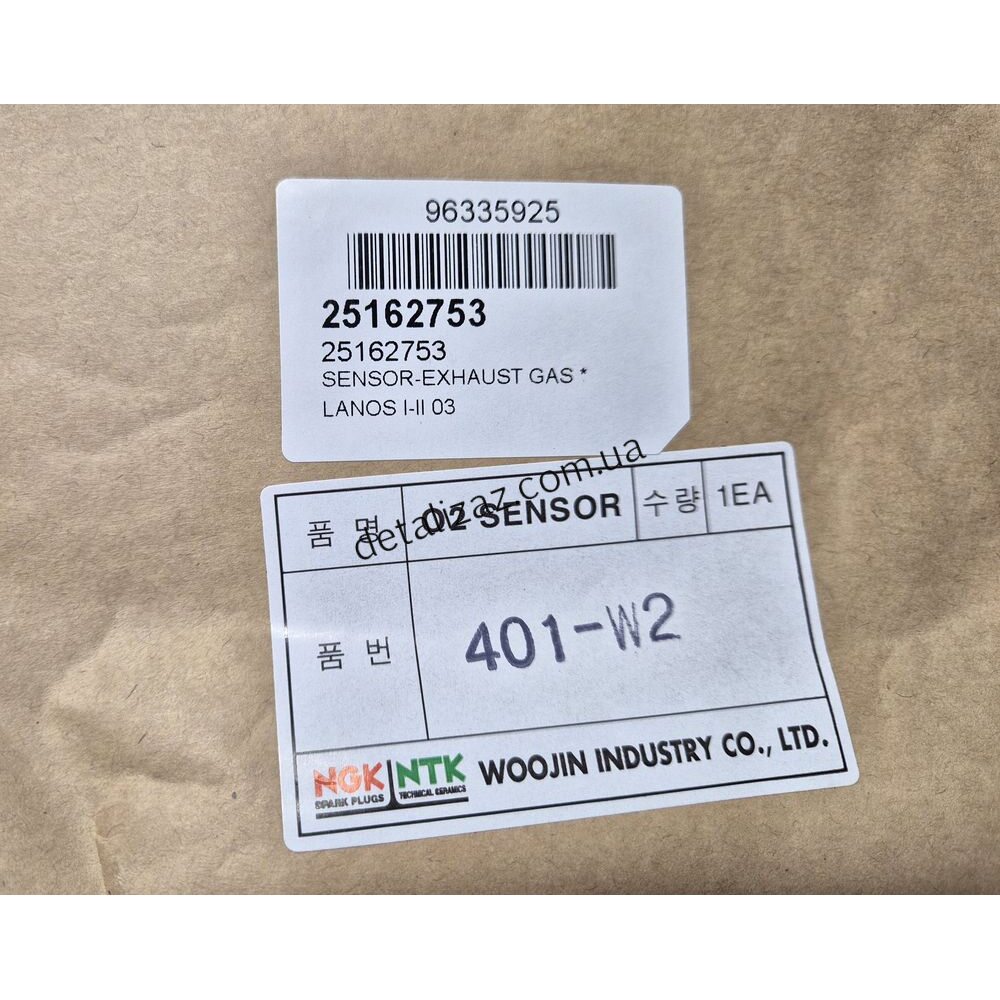 96335925
25162753
25162753
SENSOR-EXHAUST GAS *
LANOS I-II 03
detalizaz.com.ua
품 명 O2 SENSOR 수량 1EA
품 번 401-W2
NGK SPARK PLUGS NTK TECHNICAL CERAMICS WOOJIN INDUSTRY CO., LTD.